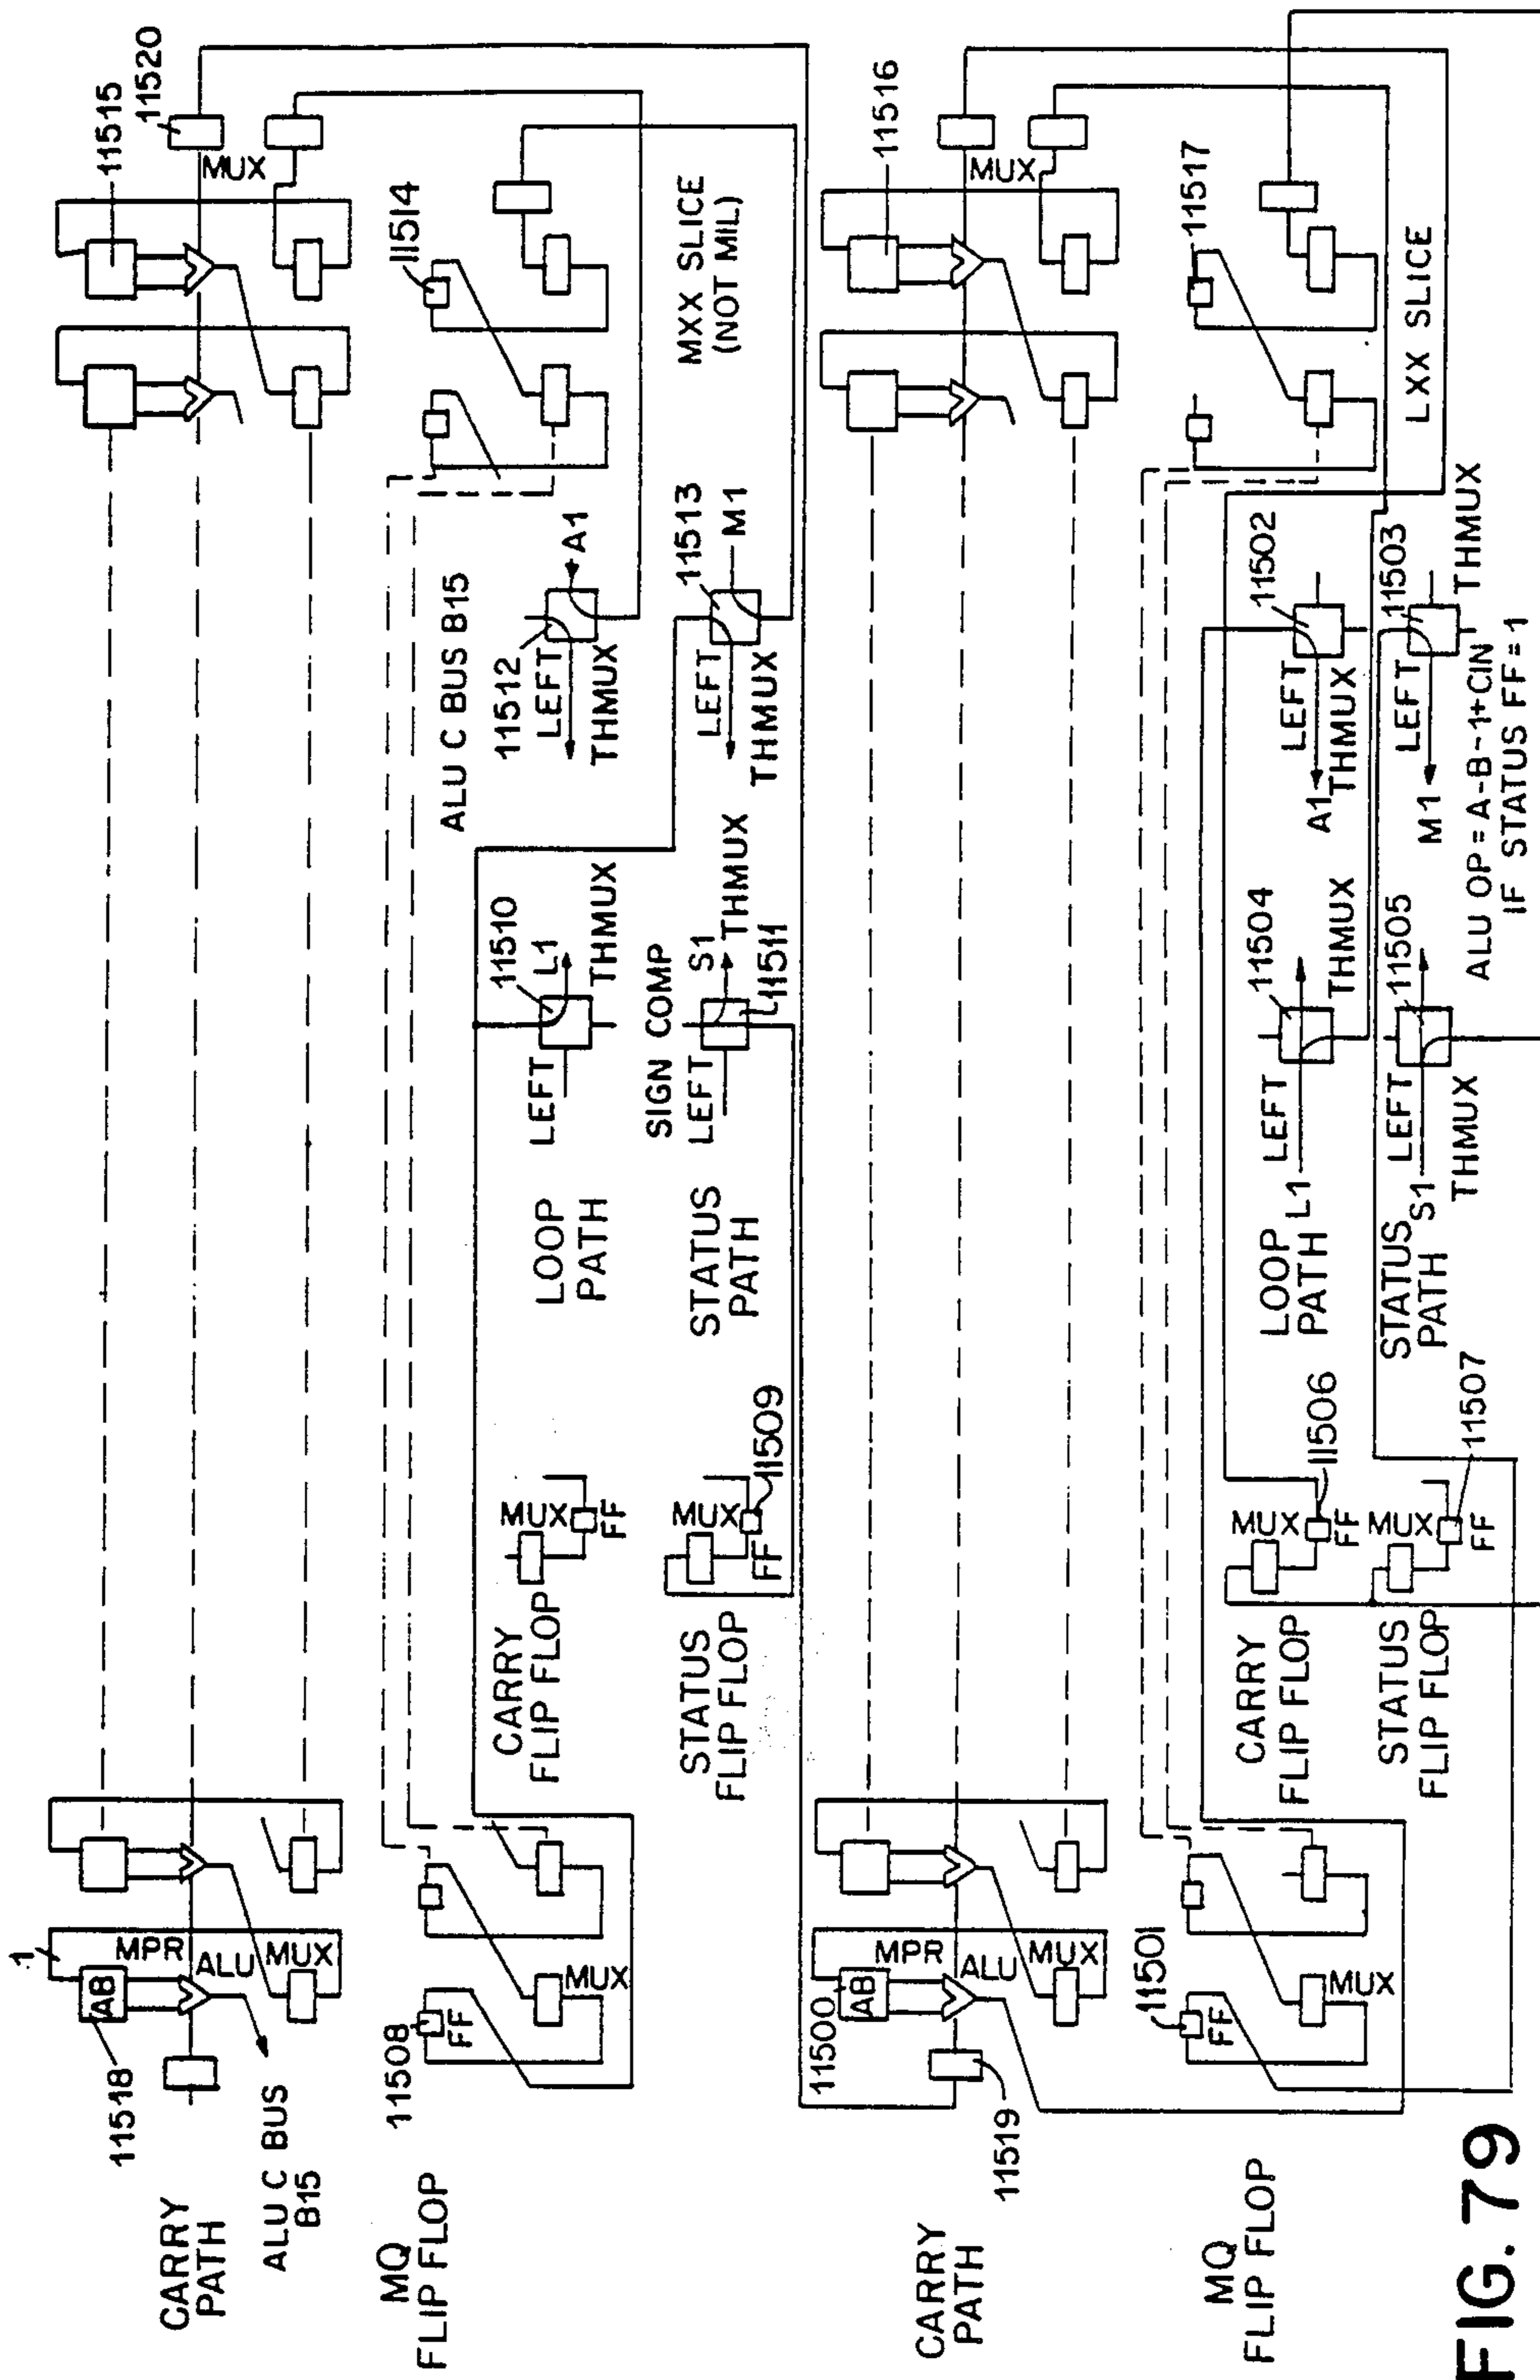 CARRY
PATH
ALU C BUS
B15
11518
1
AB
MPR
ALU
MUX
11515
11520
MUX
MQ
FLIP FLOP
11508
FF
MUX
11514
MXX SLICE
(NOT MIL)
CARRY
FLIP FLOP
MUX
FF
LOOP
PATH
LEFT
11510
L1
THMUX
ALU C BUS B15
11512
LEFT
THMUX
A1
STATUS
FLIP FLOP
MUX
FF
11509
STATUS
PATH
SIGN COMP
LEFT
S1
THMUX
11511
LEFT
THMUX
11513
M1
CARRY
PATH
11519
11500
AB
MPR
ALU
MUX
11516
MUX
MQ
FLIP FLOP
11501
FF
MUX
11517
LXX SLICE
CARRY
FLIP FLOP
MUX
FF
11506
LOOP
PATH
L1
LEFT
11504
THMUX
A1
LEFT
THMUX
11502
STATUS
FLIP FLOP
MUX
FF
11507
STATUS
PATH
S1
LEFT
THMUX
11505
M1
LEFT
11503
THMUX
ALU OP = A-B-1+CIN
IF STATUS FF = 1
FIG. 79